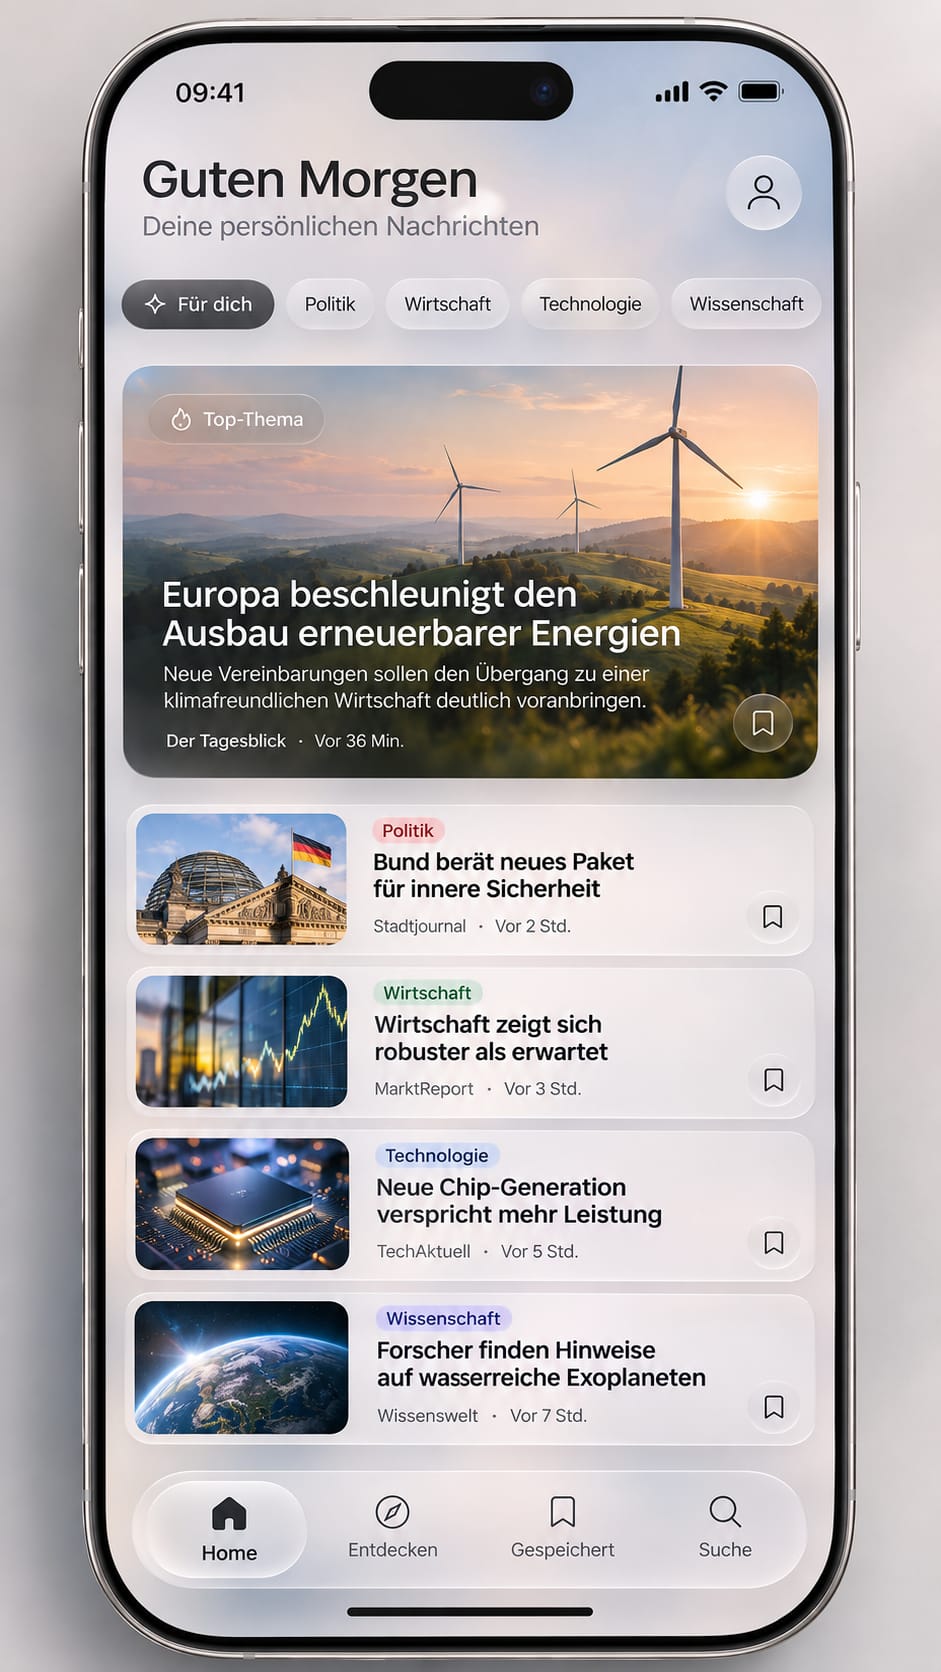 09:41
Guten Morgen
Deine persönlichen Nachrichten
Für dich
Politik
Wirtschaft
Technologie
Wissenschaft
Top-Thema
Europa beschleunigt den
Ausbau erneuerbarer Energien
Neue Vereinbarungen sollen den Übergang zu einer
klimafreundlichen Wirtschaft deutlich voranbringen.
Der Tagesblick · Vor 36 Min.
Politik
Bund berät neues Paket
für innere Sicherheit
Stadtjournal · Vor 2 Std.
Wirtschaft
Wirtschaft zeigt sich
robuster als erwartet
MarktReport · Vor 3 Std.
Technologie
Neue Chip-Generation
verspricht mehr Leistung
TechAktuell · Vor 5 Std.
Wissenschaft
Forscher finden Hinweise
auf wasserreiche Exoplaneten
Wissenswelt · Vor 7 Std.
Home
Entdecken
Gespeichert
Suche